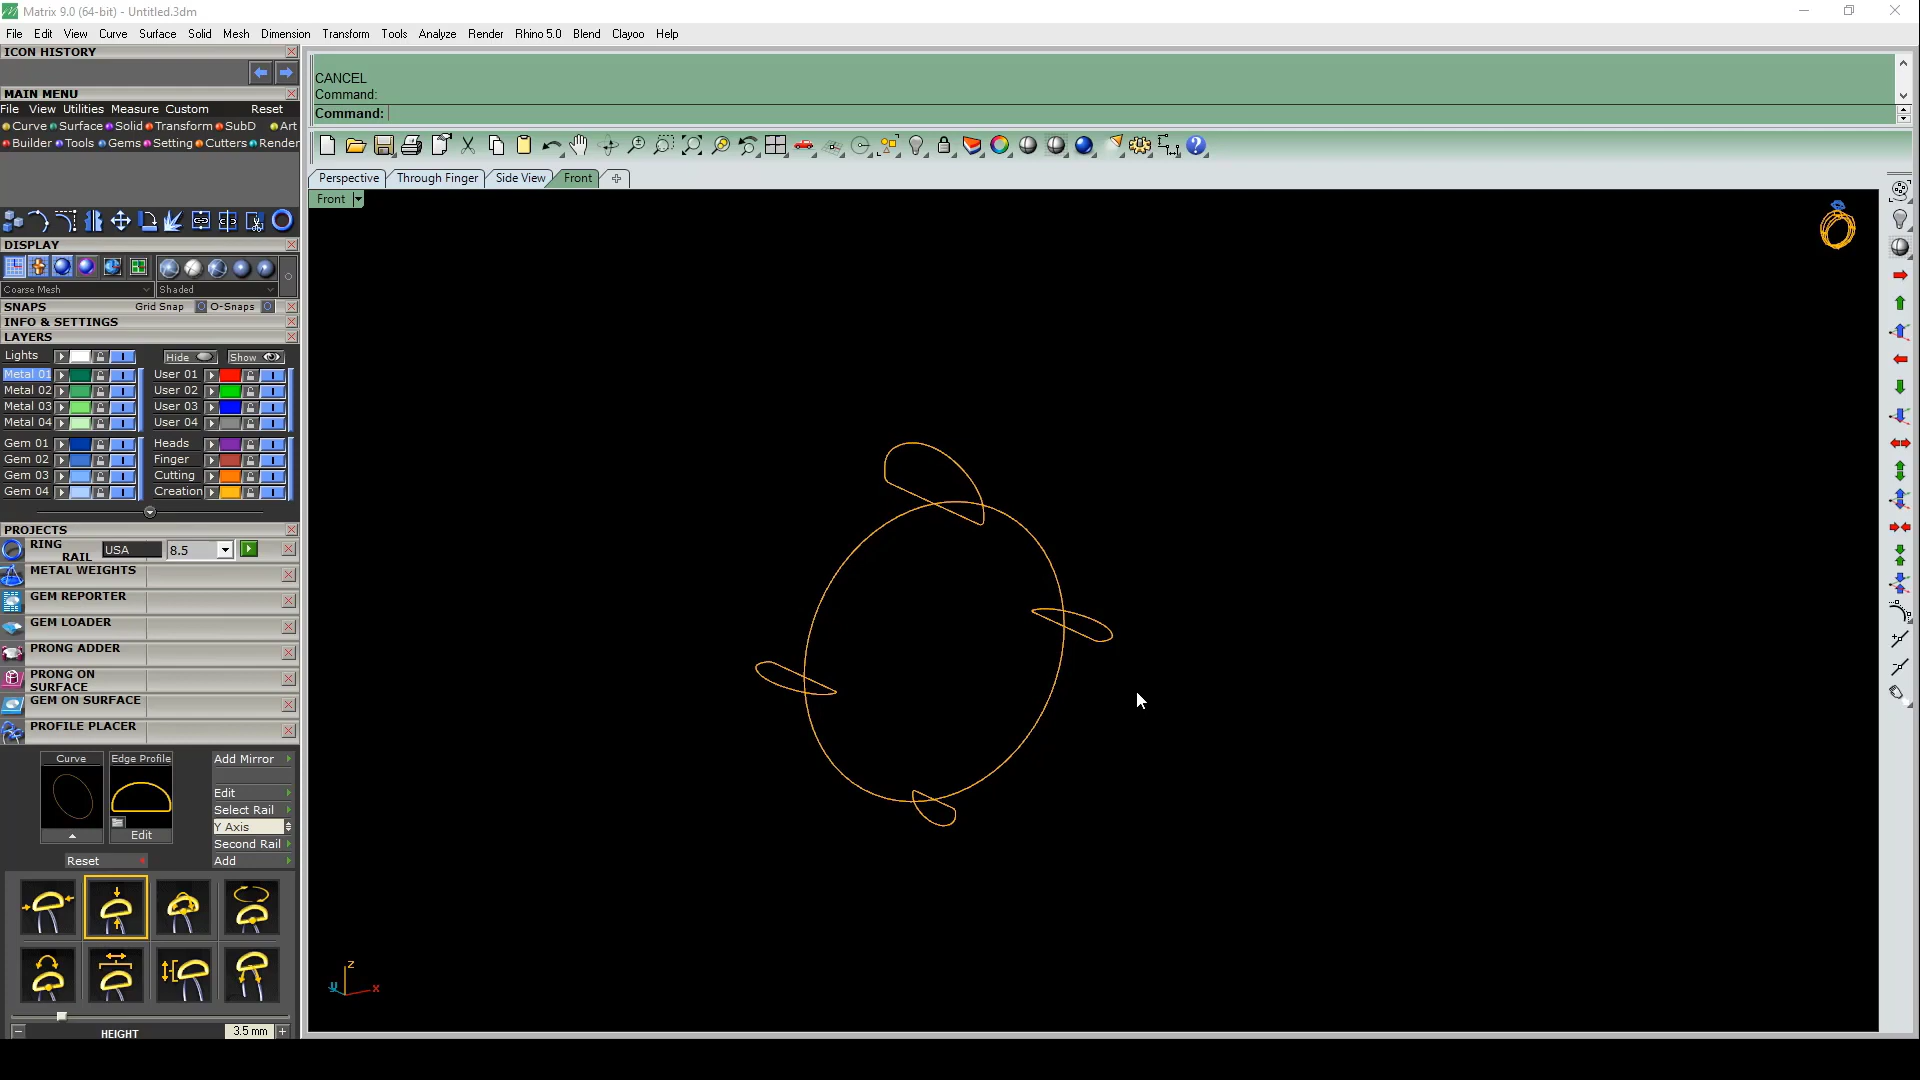 Matrix 9.0 (64-bit) - Untitled.3dm
File Edit View Curve Surface Solid Mesh Dimension Transform Tools Analyze Render Rhino 5.0 Blend Clayoo Help
ICON HISTORY
CANCEL
Command:
Command:
MAIN MENU
File View Utilities Measure Custom Reset
Curve Surface Solid Transform SubD Art
Builder Tools Gems Setting Cutters Render
Perspective Through Finger Side View Front
Front
DISPLAY
Coarse Mesh Shaded
SNAPS Grid Snap O-Snaps
INFO & SETTINGS
LAYERS
Lights Hide Show
Metal 01 User 01
Metal 02 User 02
Metal 03 User 03
Metal 04 User 04
Gem 01 Heads
Gem 02 Finger
Gem 03 Cutting
Gem 04 Creation
PROJECTS
RING RAIL USA 8.5
METAL WEIGHTS
GEM REPORTER
GEM LOADER
PRONG ADDER
PRONG ON SURFACE
GEM ON SURFACE
PROFILE PLACER
Curve Edge Profile Add Mirror
Edit
Select Rail
Y Axis
Edit Second Rail
Reset Add
HEIGHT 3.5 mm
z
y x